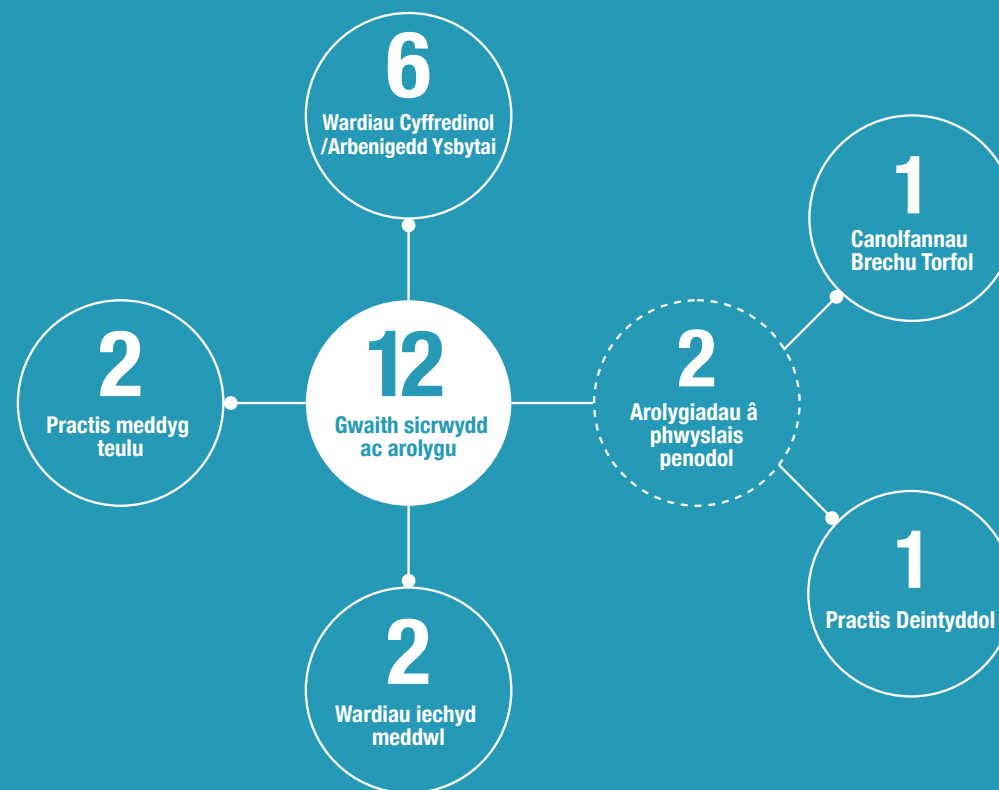 6
Wardiau Cyffredinol
/Arbenigedd Ysbytai
1
Canolfannau
Brechu Torfol
2
Practis meddyg
teulu
12
Gwaith sicrwydd
ac arolygu
2
Arolygiadau â
phwyslais
penodol
1
Practis Deintyddol
2
Wardiau iechyd
meddwl